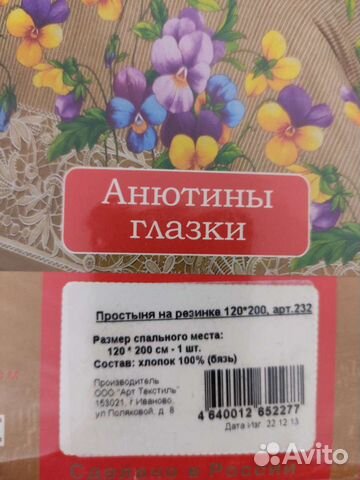 Анютины
глазки
Простыня на резинке 120*200, арт.232
Размер спального места:
120 * 200 см - 1 шт.
Состав: хлопок 100% (бязь)
Производитель
ООО "Арт Текстиль"
153021, г.Иваново,
ул.Поляковой, д. 8
4 640012 652277
Дата Изг. 22.12.13
Сделано в России
Avito